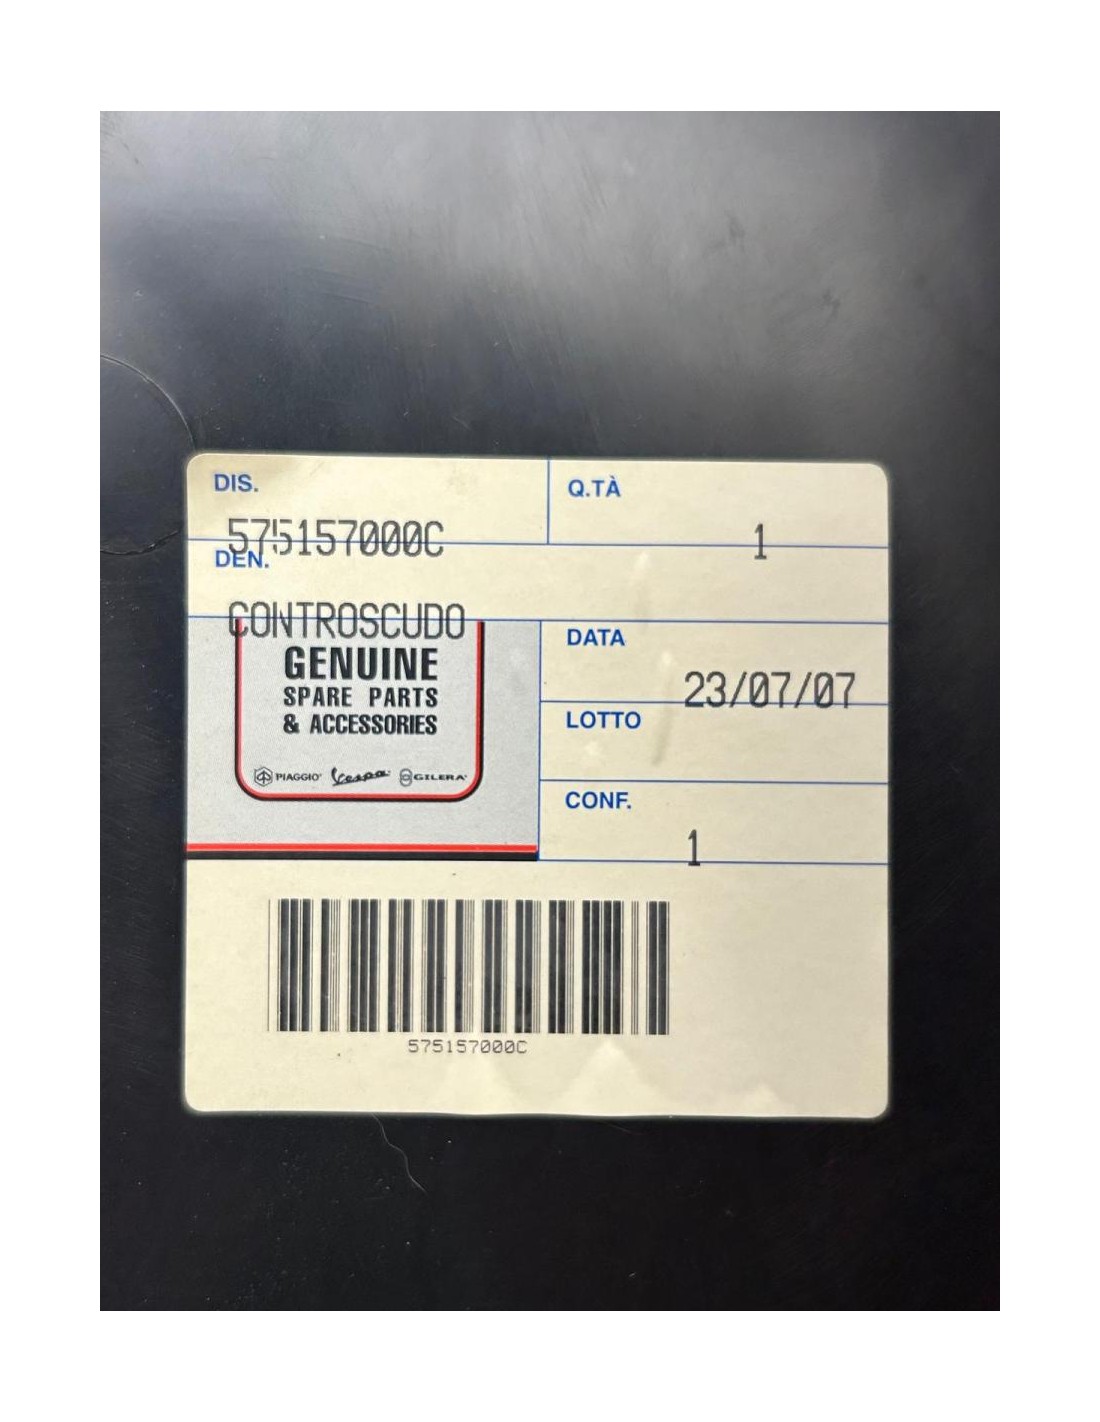 DIS.
Q.TÀ
575157000C
1
DEN.
CONTROSCUDO
GENUINE
SPARE PARTS
& ACCESSORIES
PIAGGIO Vespa GILERA
DATA
23/07/07
LOTTO
CONF.
1
575157000C